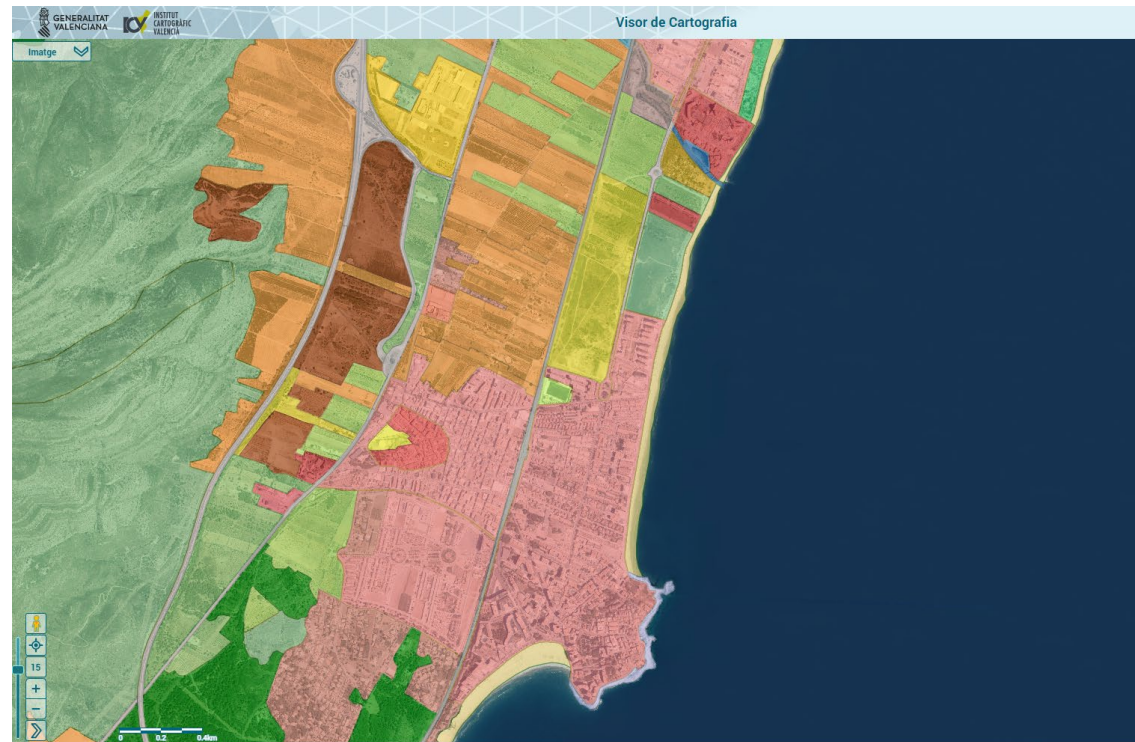 GENERALITAT
VALENCIANA
INSTITUT
CARTOGRÀFIC
VALENCIÀ
Visor de Cartografia
Imatge
15
+
−
0 0.2 0.4km